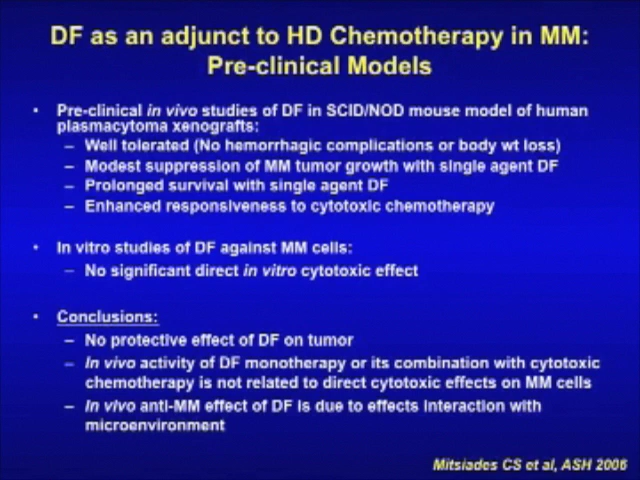 DF as an adjunct to HD Chemotherapy in MM:
Pre-clinical Models
• Pre-clinical in vivo studies of DF in SCID/NOD mouse model of human
plasmacytoma xenografts:
– Well tolerated (No hemorrhagic complications or body wt loss)
– Modest suppression of MM tumor growth with single agent DF
– Prolonged survival with single agent DF
– Enhanced responsiveness to cytotoxic chemotherapy
• In vitro studies of DF against MM cells:
– No significant direct in vitro cytotoxic effect
• Conclusions:
– No protective effect of DF on tumor
– In vivo activity of DF monotherapy or its combination with cytotoxic
chemotherapy is not related to direct cytotoxic effects on MM cells
– In vivo anti-MM effect of DF is due to effects interaction with
microenvironment
Mitsiades CS et al, ASH 2006